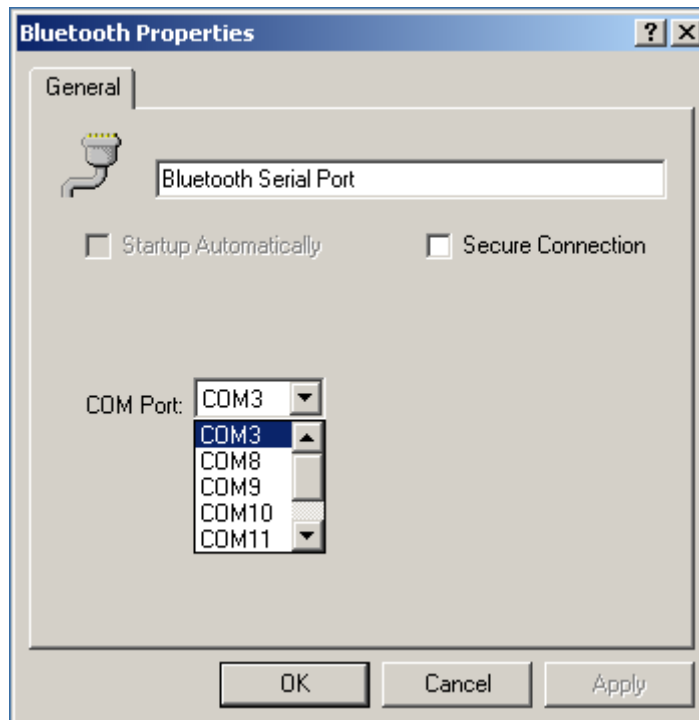 Bluetooth Properties
General
Bluetooth Serial Port
Startup Automatically
Secure Connection
COM Port: COM3
COM3
COM8
COM9
COM10
COM11
OK
Cancel
Apply